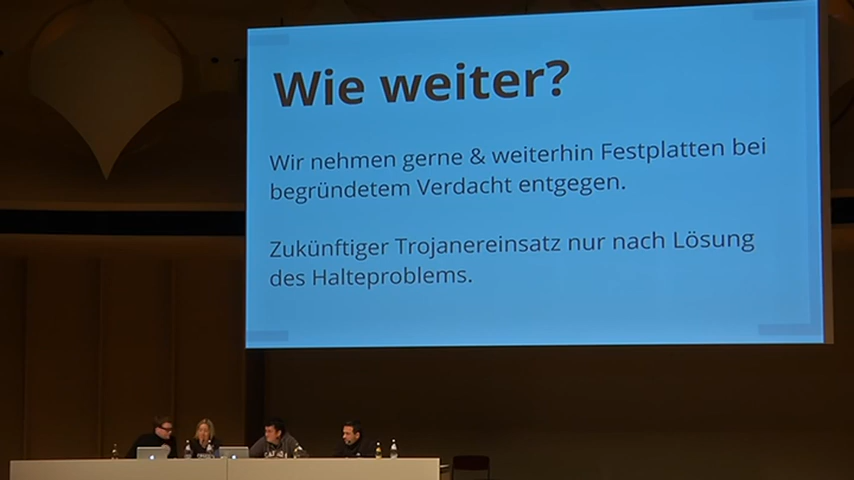 Wie weiter?
Wir nehmen gerne & weiterhin Festplatten bei
begründetem Verdacht entgegen.
Zukünftiger Trojanereinsatz nur nach Lösung
des Halteproblems.